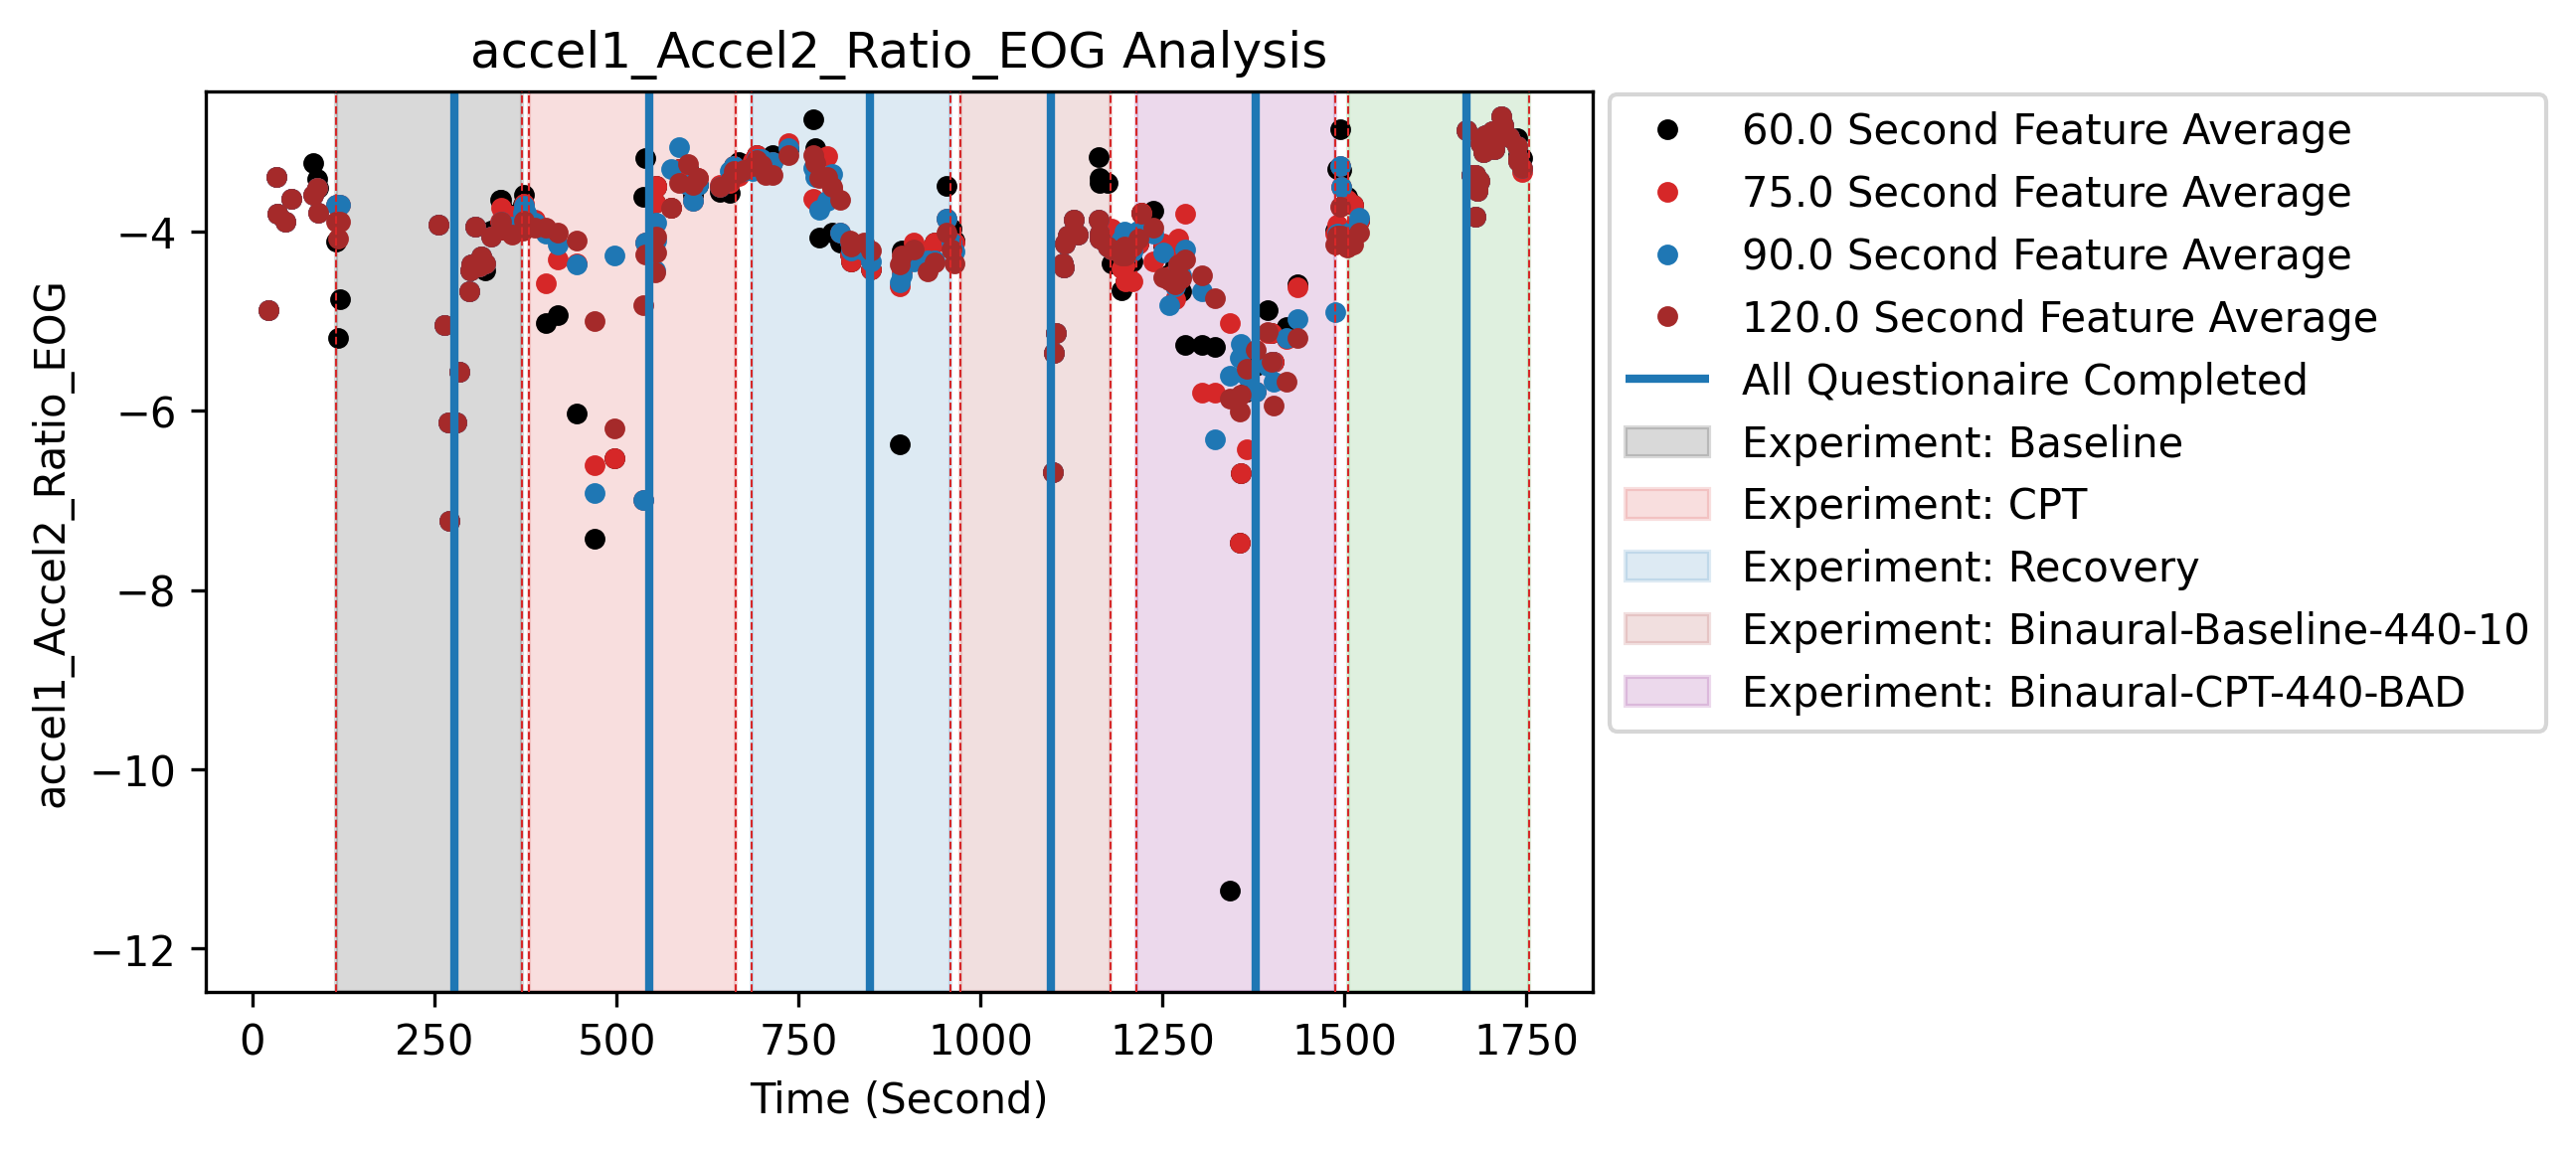 accel1_Accel2_Ratio_EOG Analysis
accel1_Accel2_Ratio_EOG
−4
−6
−8
−10
−12
0 250 500 750 1000 1250 1500 1750
Time (Second)
60.0 Second Feature Average
75.0 Second Feature Average
90.0 Second Feature Average
120.0 Second Feature Average
All Questionaire Completed
Experiment: Baseline
Experiment: CPT
Experiment: Recovery
Experiment: Binaural-Baseline-440-10
Experiment: Binaural-CPT-440-BAD